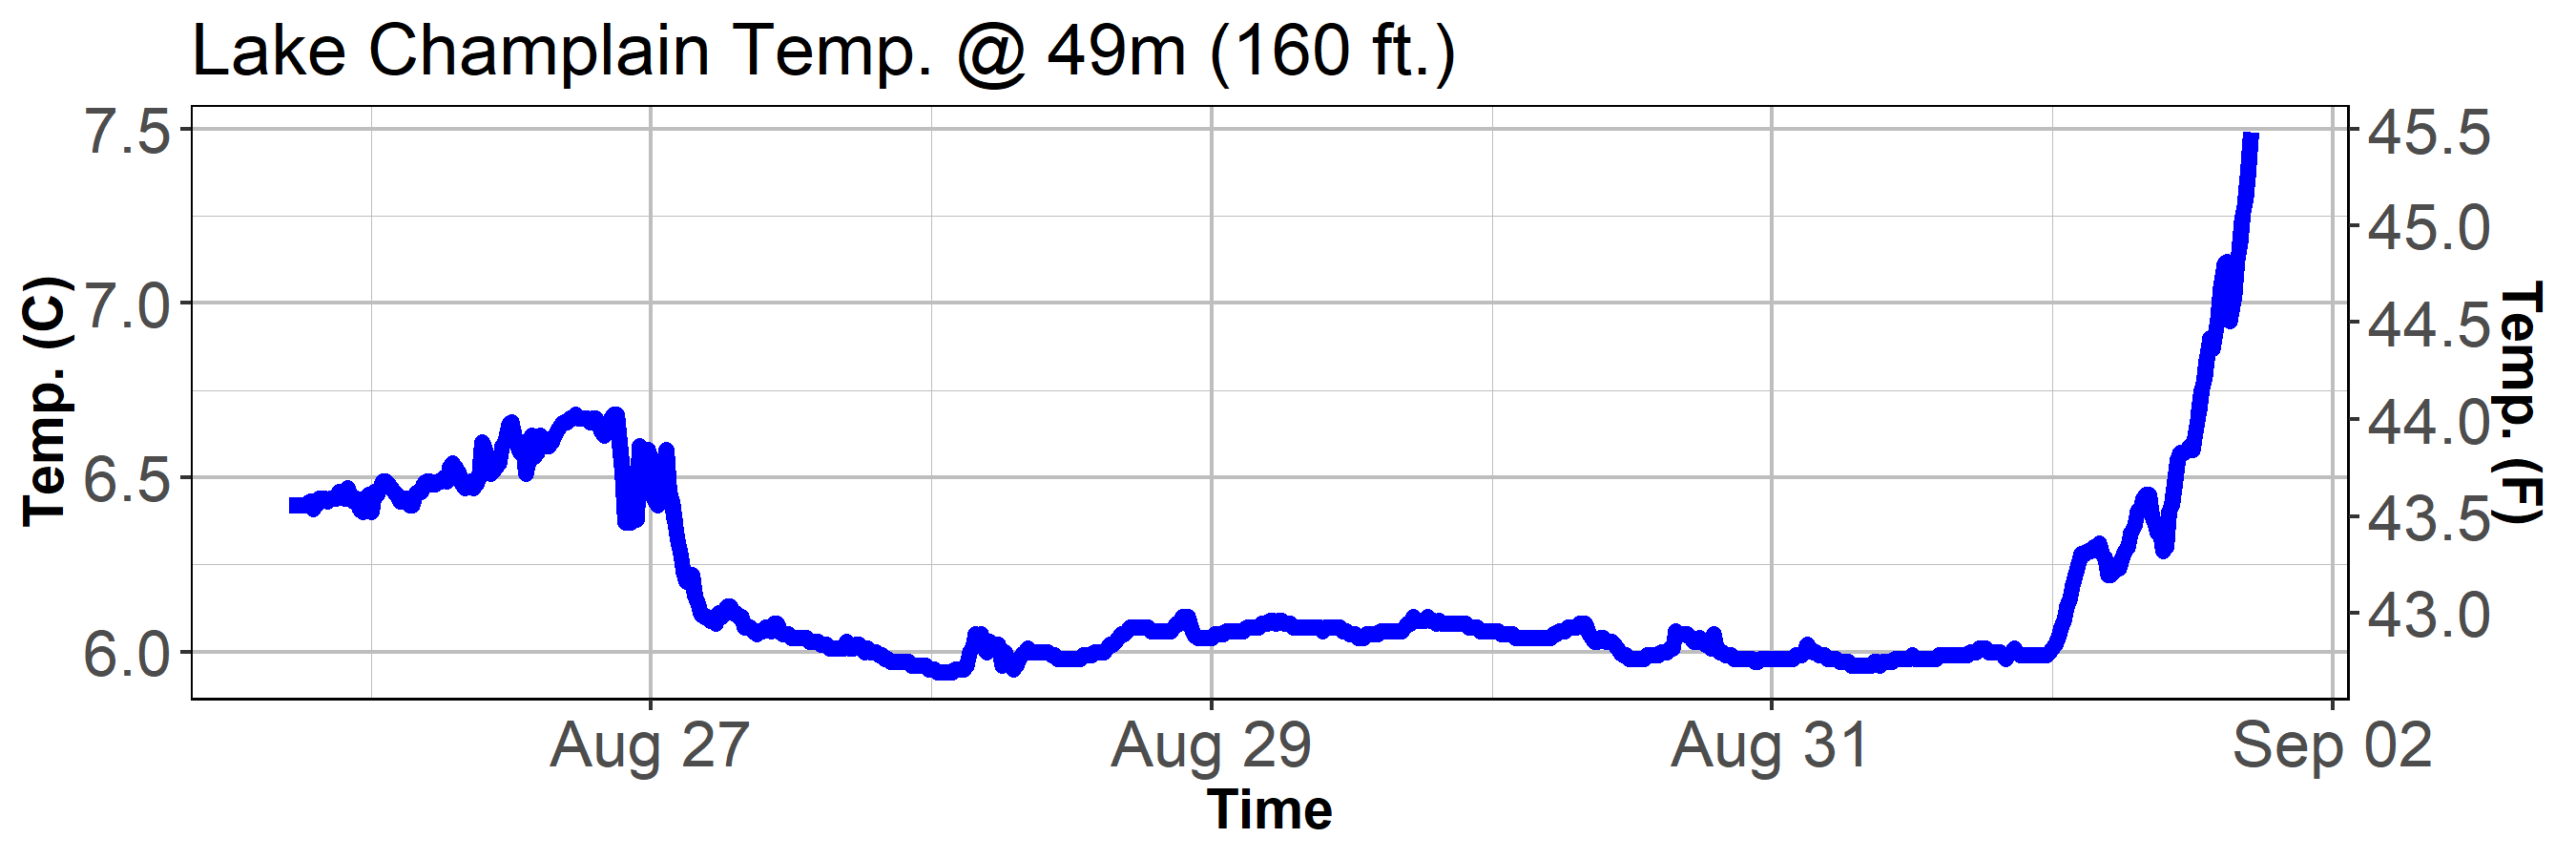 Lake Champlain Temp. @ 49m (160 ft.)
7.5
7.0
6.5
6.0
Temp. (C)
45.5
45.0
44.5
44.0
43.5
43.0
Temp. (F)
Aug 27
Aug 29
Aug 31
Sep 02
Time